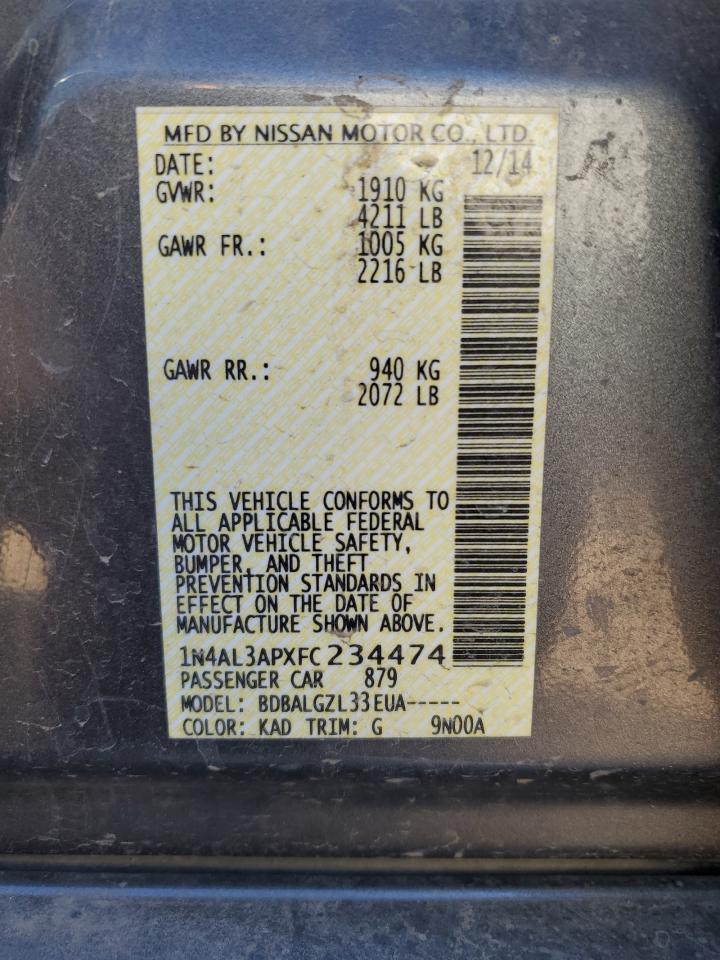 MFD BY NISSAN MOTOR CO., LTD.
DATE: 12/14
GVWR: 1910 KG
4211 LB
GAWR FR.: 1005 KG
2216 LB
GAWR RR.: 940 KG
2072 LB
THIS VEHICLE CONFORMS TO
ALL APPLICABLE FEDERAL
MOTOR VEHICLE SAFETY,
BUMPER, AND THEFT
PREVENTION STANDARDS IN
EFFECT ON THE DATE OF
MANUFACTURE SHOWN ABOVE.
1N4AL3APXFC234474
PASSENGER CAR 879
MODEL: BDBALGZL33EUA-----
COLOR: KAD TRIM: G 9N00A